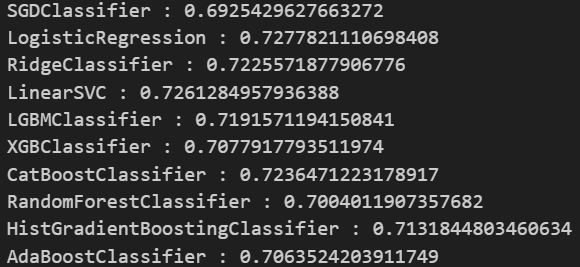 SGDClassifier : 0.6925429627663272
LogisticRegression : 0.7277821110698408
RidgeClassifier : 0.7225571877906776
LinearSVC : 0.7261284957936388
LGBMClassifier : 0.7191571194150841
XGBClassifier : 0.7077917793511974
CatBoostClassifier : 0.7236471223178917
RandomForestClassifier : 0.7004011907357682
HistGradientBoostingClassifier : 0.7131844803460634
AdaBoostClassifier : 0.7063524203911749